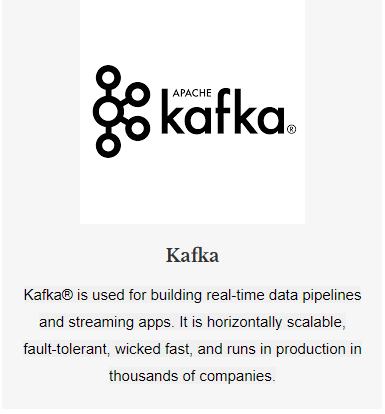 APACHE
kafka®
Kafka
Kafka® is used for building real-time data pipelines
and streaming apps. It is horizontally scalable,
fault-tolerant, wicked fast, and runs in production in
thousands of companies.